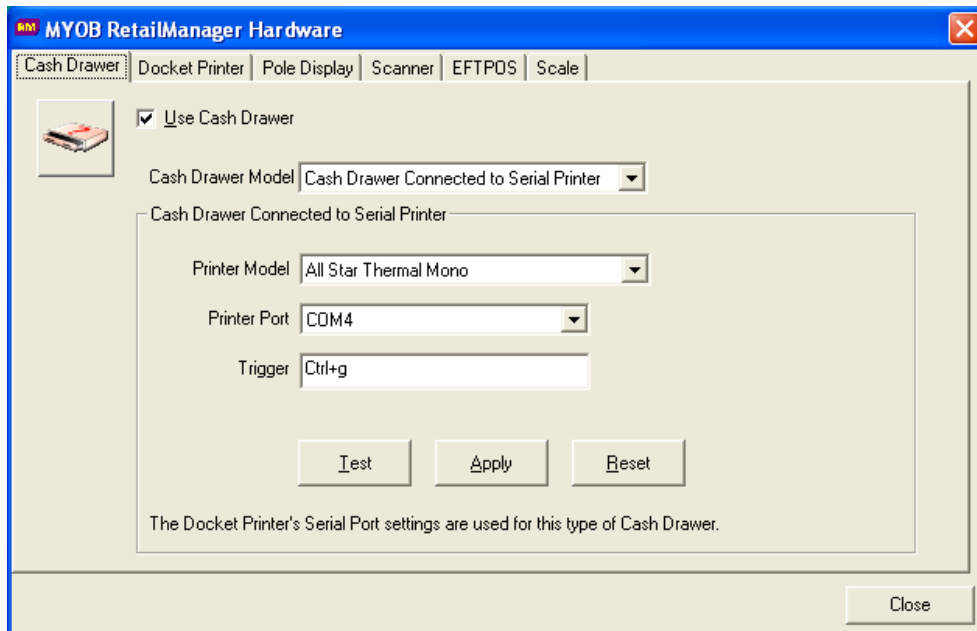 RM MYOB RetailManager Hardware
Cash Drawer Docket Printer Pole Display Scanner EFTPOS Scale
Use Cash Drawer
Cash Drawer Model Cash Drawer Connected to Serial Printer
Cash Drawer Connected to Serial Printer
Printer Model All Star Thermal Mono
Printer Port COM4
Trigger Ctrl+g
Test Apply Reset
The Docket Printer's Serial Port settings are used for this type of Cash Drawer.
Close